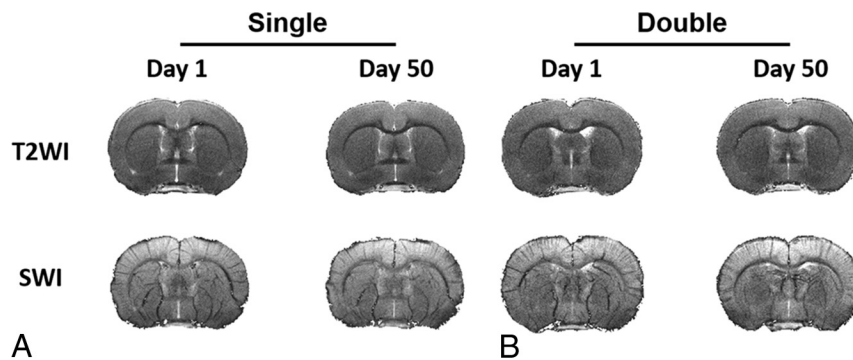 Single Double
Day 1 Day 50 Day 1 Day 50
T2WI
SWI
A B